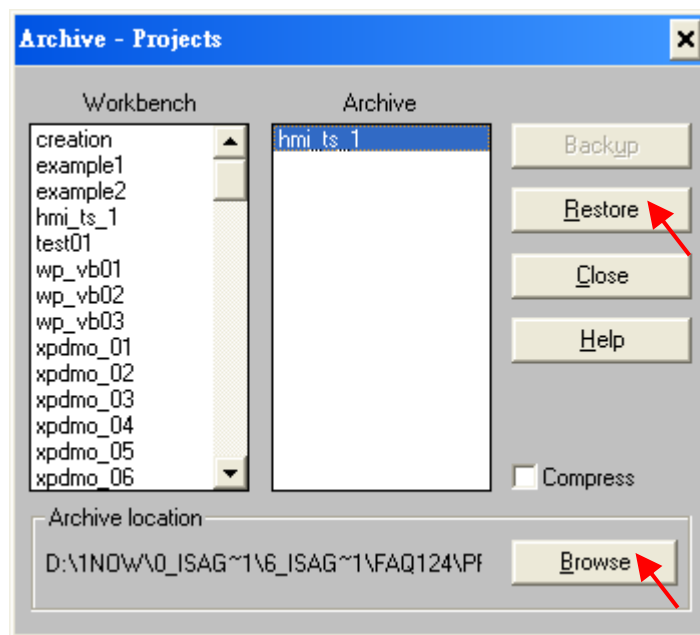 Archive - Projects
Workbench
Archive
creation
example1
example2
hmi_ts_1
test01
wp_vb01
wp_vb02
wp_vb03
xpdmo_01
xpdmo_02
xpdmo_03
xpdmo_04
xpdmo_05
xpdmo_06
hmi_ts_1
Backup
Restore
Close
Help
Compress
Archive location
D:\1NOW\0_ISAG~1\6_ISAG~1\FAQ124\PF
Browse